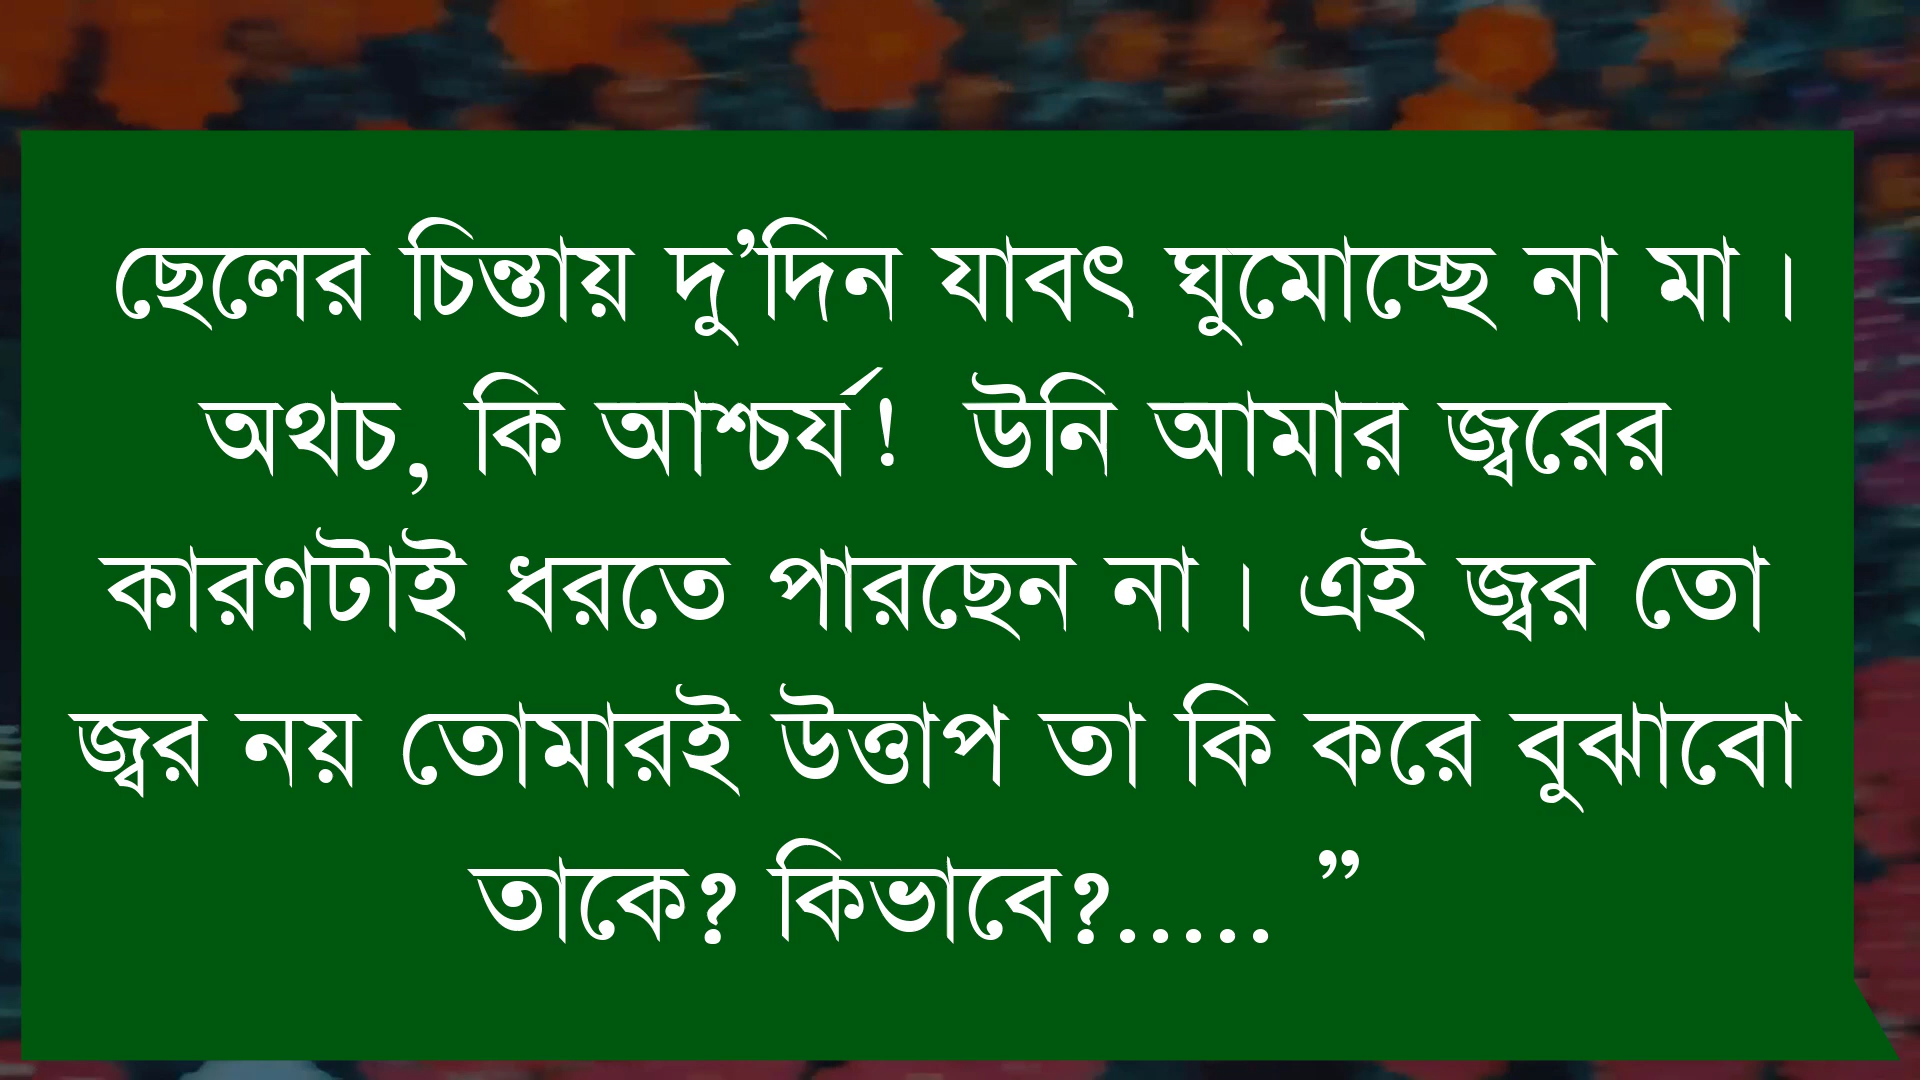 ছেলের চিন্তায় দু’দিন যাবৎ ঘুমোচ্ছে না মা।
অথচ, কি আশ্চর্য! উনি আমার জ্বরের
কারণটাই ধরতে পারছেন না। এই জ্বর তো
জ্বর নয় তোমারই উত্তাপ তা কি করে বুঝাবো
তাকে? কিভাবে?..... ”